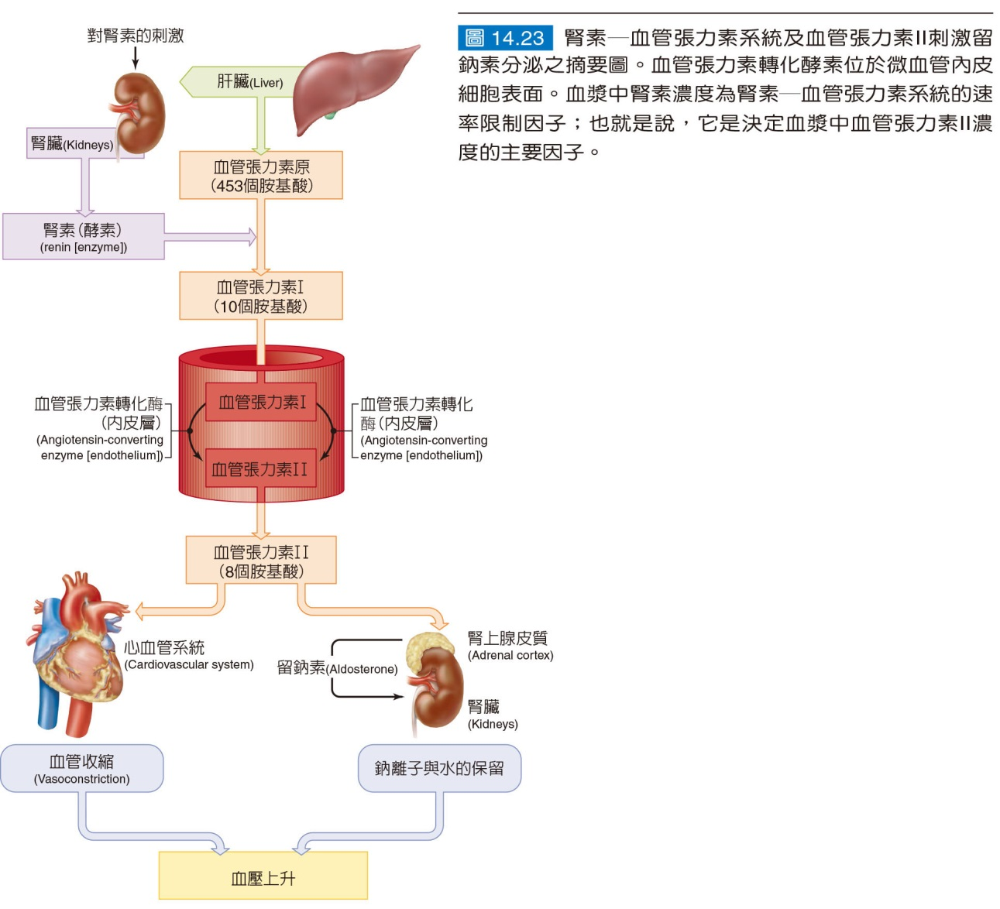 對腎素的刺激
肝臟(Liver)
腎臟(Kidneys)
血管張力素原
(453個胺基酸)
腎素(酵素)
(renin [enzyme])
血管張力素I
(10個胺基酸)
血管張力素I
血管張力素轉化酶
(内皮層)
(Angiotensin-converting
enzyme [endothelium])
血管張力素轉化
酶(内皮層)
(Angiotensin-converting
enzyme [endothelium])
血管張力素II
血管張力素II
(8個胺基酸)
心血管系統
(Cardiovascular system)
留鈉素(Aldosterone)
腎上腺皮質
(Adrenal cortex)
腎臟
(Kidneys)
血管收縮
(Vasoconstriction)
鈉離子與水的保留
血壓上升
圖 14.23 腎素—血管張力素系統及血管張力素II刺激留
鈉素分泌之摘要圖。血管張力素轉化酵素位於微血管內皮
細胞表面。血漿中腎素濃度為腎素—血管張力素系統的速
率限制因子；也就是說，它是決定血漿中血管張力素II濃
度的主要因子。